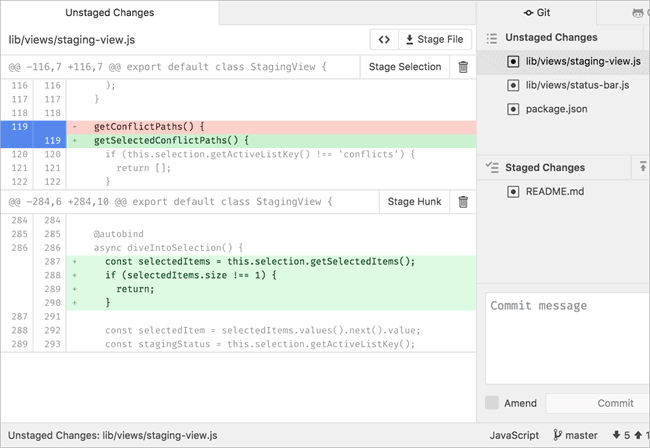 Unstaged Changes
lib/views/staging-view.js
<> Stage File
@@ -116,7 +116,7 @@ export default class StagingView {
Stage Selection
116 116 );
117 117 }
118 118
119 - getConflictPaths() {
119 + getSelectedConflictPaths() {
120 120 if (this.selection.getActiveListKey() !== 'conflicts') {
121 121 return [];
122 122 }
@@ -284,6 +284,10 @@ export default class StagingView {
Stage Hunk
284 284
285 285 @autobind
286 286 async diveIntoSelection() {
287 + const selectedItems = this.selection.getSelectedItems();
288 + if (selectedItems.size !== 1) {
289 + return;
290 + }
287 291
288 292 const selectedItem = selectedItems.values().next().value;
289 293 const stagingStatus = this.selection.getActiveListKey();
Git
Unstaged Changes
lib/views/staging-view.js
lib/views/status-bar.js
package.json
Staged Changes
README.md
Commit message
Amend
Commit
Unstaged Changes: lib/views/staging-view.js
JavaScript
master
5
1